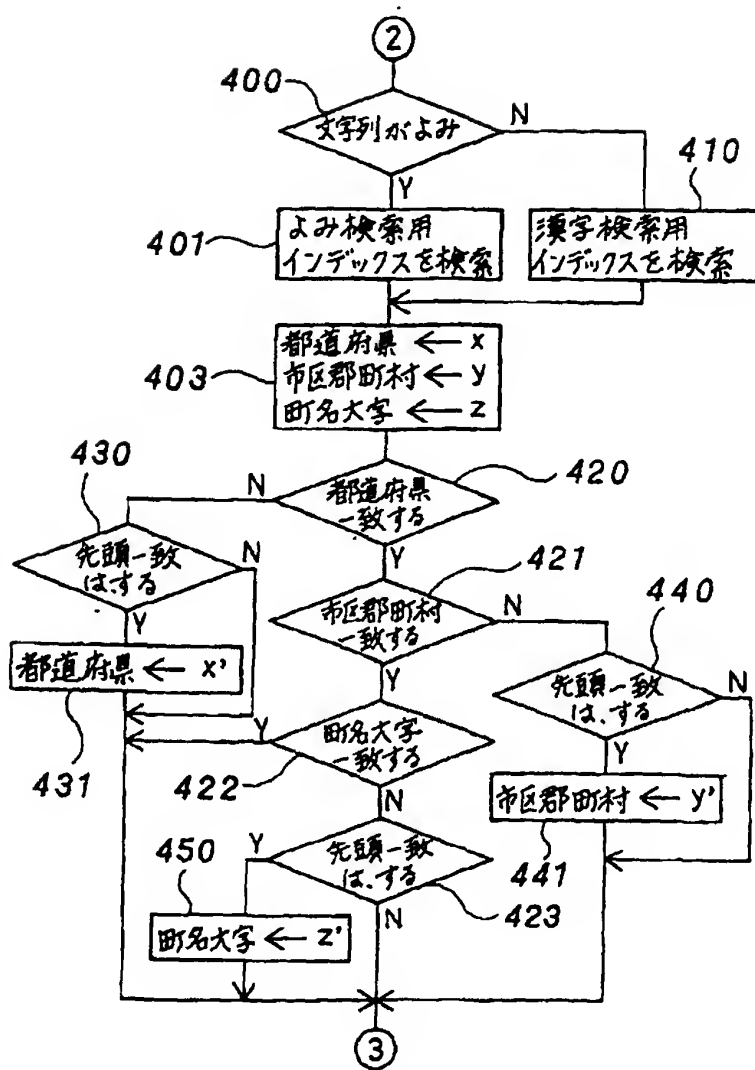 ②
400
文字列がよみ
N
Y
410
401
よみ検索用
インデックスを検索
漢字検索用
インデックスを検索
403
都道府県 ← x
市区郡町村 ← y
町名大字 ← z
430
N
420
都道府県
一致する
Y
先頭一致
は、する
N
Y
421
市区郡町村
一致する
N
Y
440
都道府県 ← x'
431
先頭一致
は、する
N
Y
Y
町名大字
一致する
422
N
市区郡町村 ← y'
441
450
Y
先頭一致
は、する
423
N
町名大字 ← z'
③